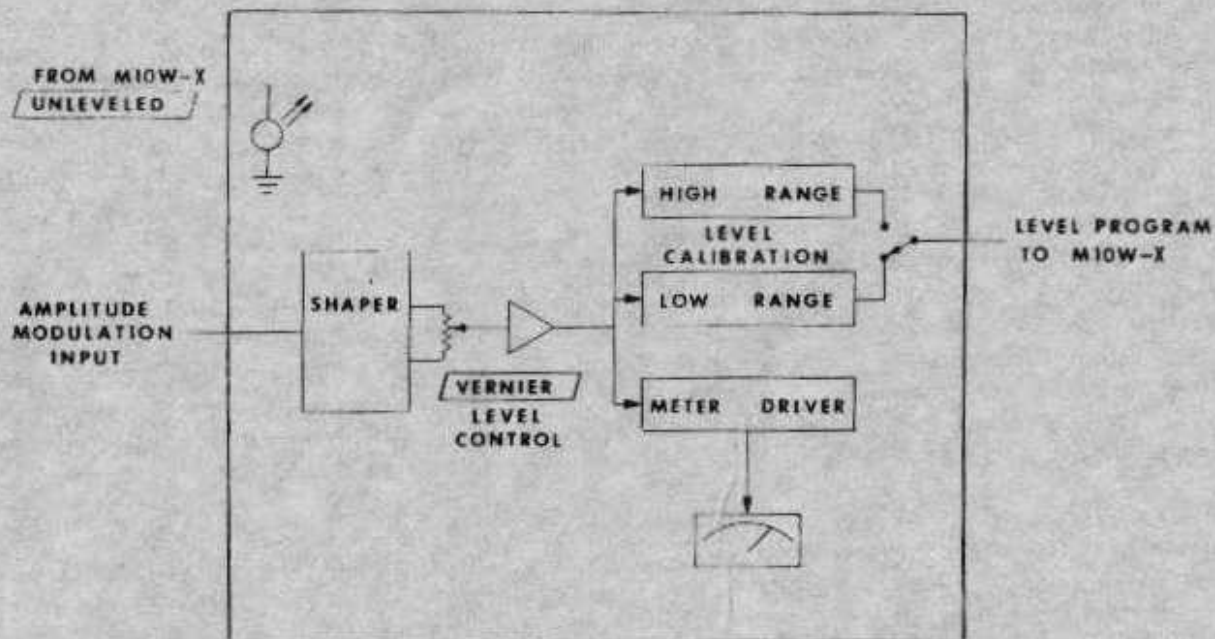 FROM M10W-X
UNLEVELED
AMPLITUDE
MODULATION
INPUT
SHAPER
VERNIER
LEVEL
CONTROL
HIGH RANGE
LEVEL
CALIBRATION
LOW RANGE
METER DRIVER
LEVEL PROGRAM
TO M10W-X